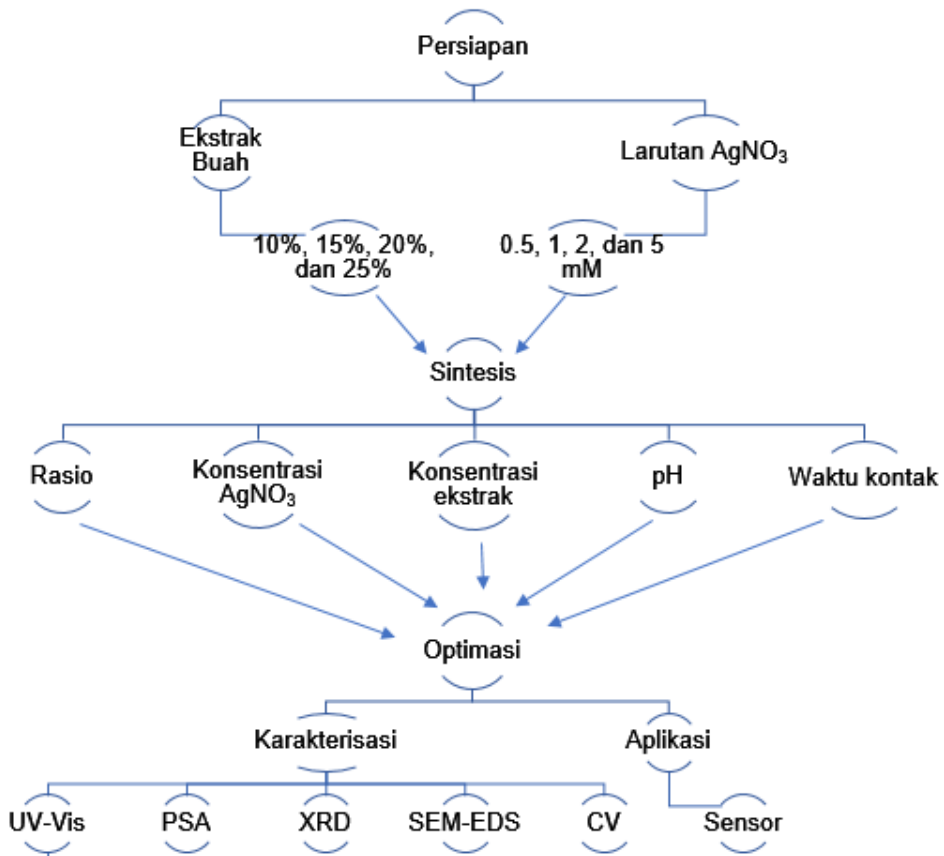 Persiapan
Ekstrak
Buah
Larutan AgNO₃
10%, 15%, 20%,
dan 25%
0.5, 1, 2, dan 5
mM
Sintesis
Rasio
Konsentrasi
AgNO₃
Konsentrasi
ekstrak
pH
Waktu kontak
Optimasi
Karakterisasi
Aplikasi
UV-Vis
PSA
XRD
SEM-EDS
CV
Sensor